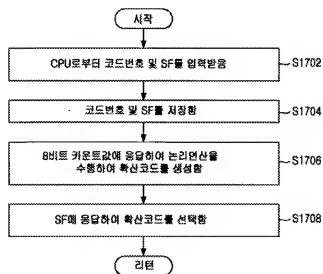 시작
CPU로부터 코드번호 및 SF를 입력받음
S1702
코드번호 및 SF를 저장함
S1704
8비트 카운트값에 응답하여 논리연산을
수행하여 확산코드를 생성함
S1706
SF에 응답하여 확산코드를 선택함
S1708
리턴